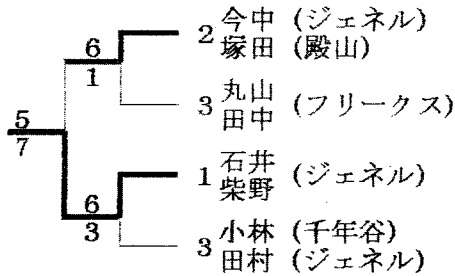 2 今中 (ジェネル)
塚田 (殿山)
6
1
3 丸山
田中 (フリークス)
5
7
1 石井
柴野 (ジェネル)
6
3
3 小林 (千年谷)
田村 (ジェネル)